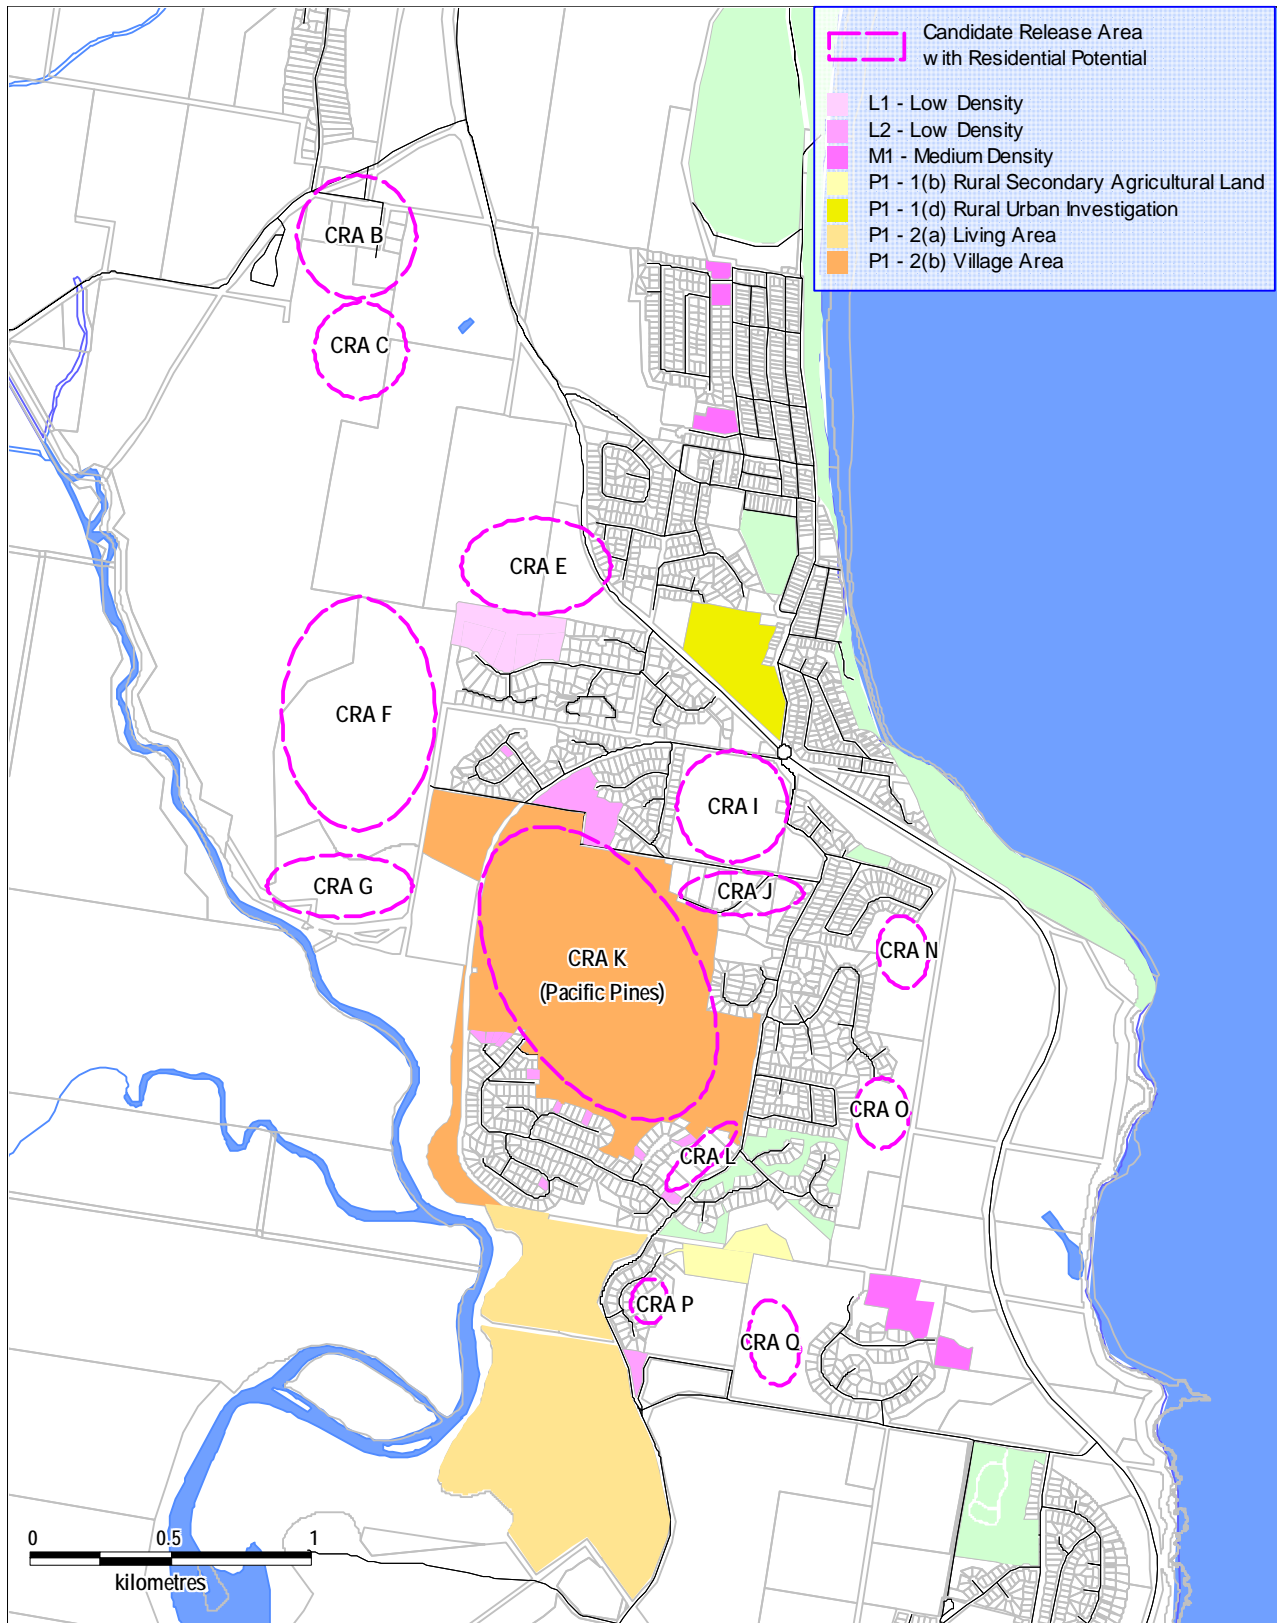 Candidate Release Area
with Residential Potential
L1 - Low Density
L2 - Low Density
M1 - Medium Density
P1 - 1(b) Rural Secondary Agricultural Land
P1 - 1(d) Rural Urban Investigation
P1 - 2(a) Living Area
P1 - 2(b) Village Area
CRA B
CRA C
CRA E
CRA F
CRA I
CRA G
CRA J
CRA N
CRA K
(Pacific Pines)
CRA O
CRA L
CRA P
CRA Q
0 0.5 1
kilometres